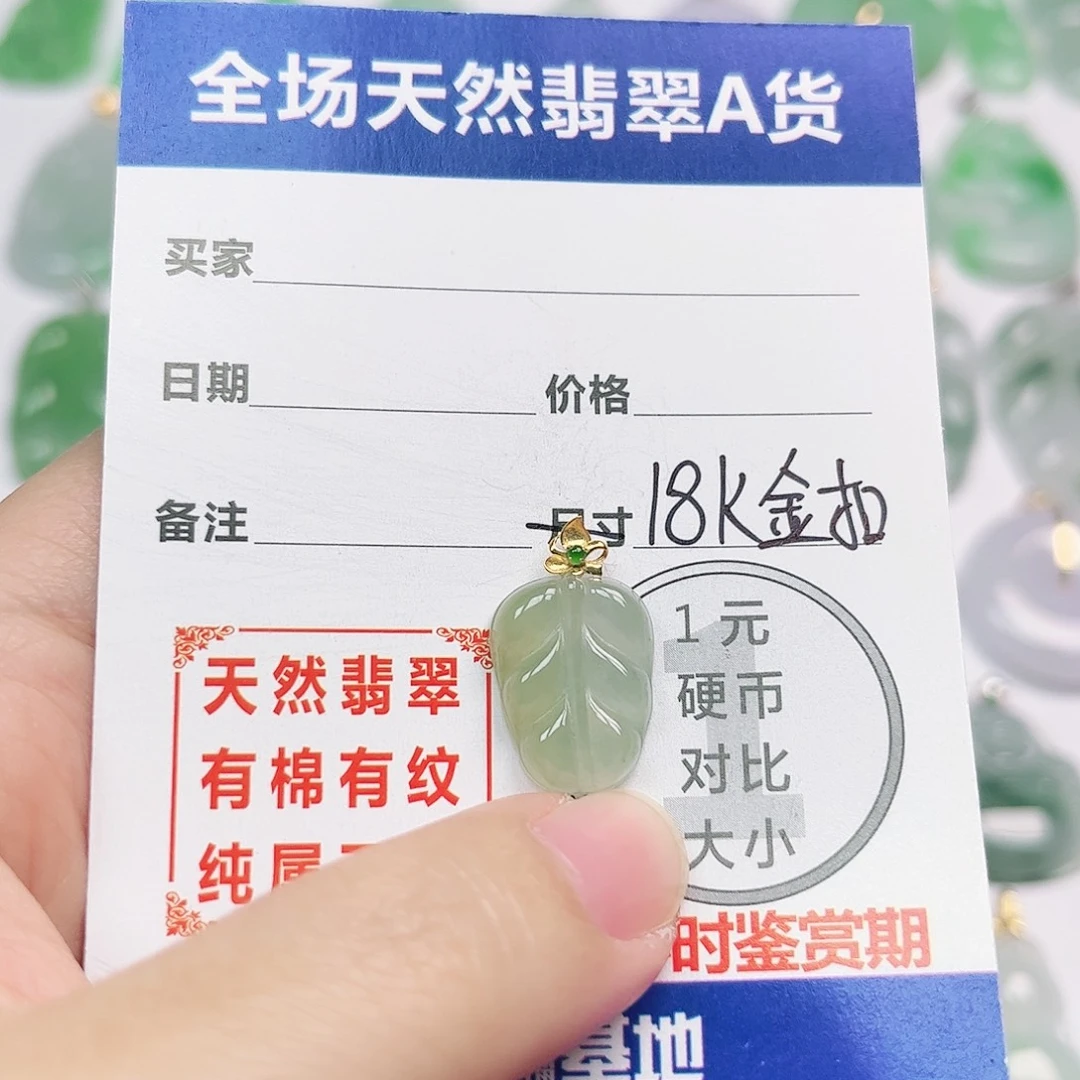 全场天然翡翠A货
买家
日期 价格
备注 尺寸 18K金扣
天然翡翠
有棉有纹
纯属
1元
硬币
对比
大小
时鉴赏期
基地